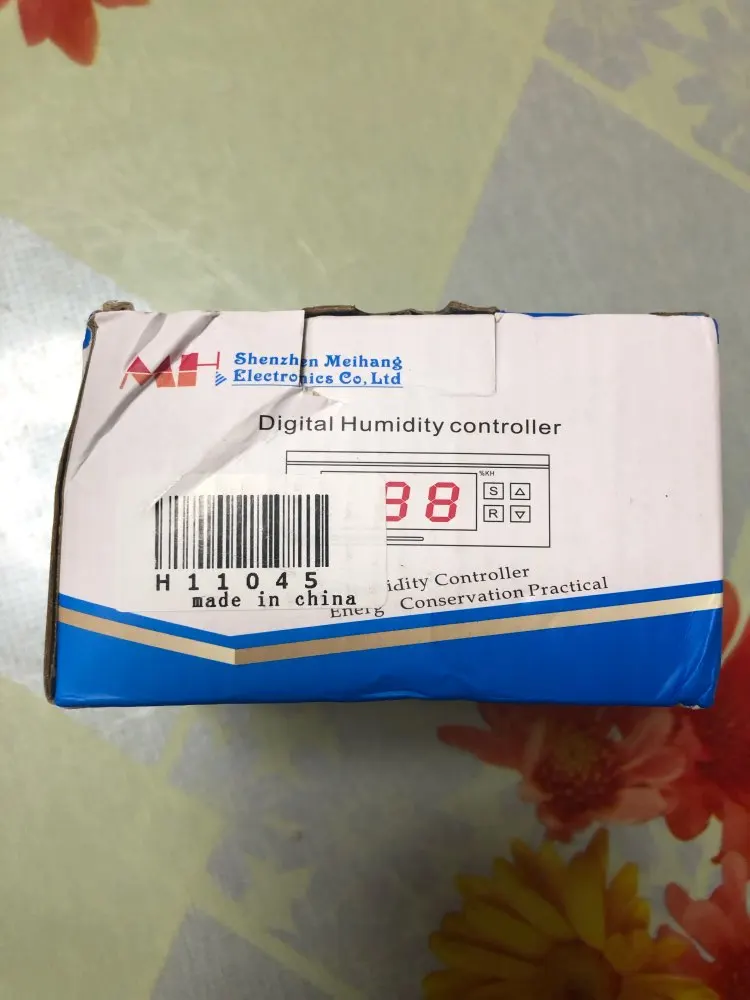 MH
Shenzhen Meihang
Electronics Co, Ltd
Digital Humidity controller
%RH
88
S
R
H11045
made in china
idity Controller
Energ Conservation Practical